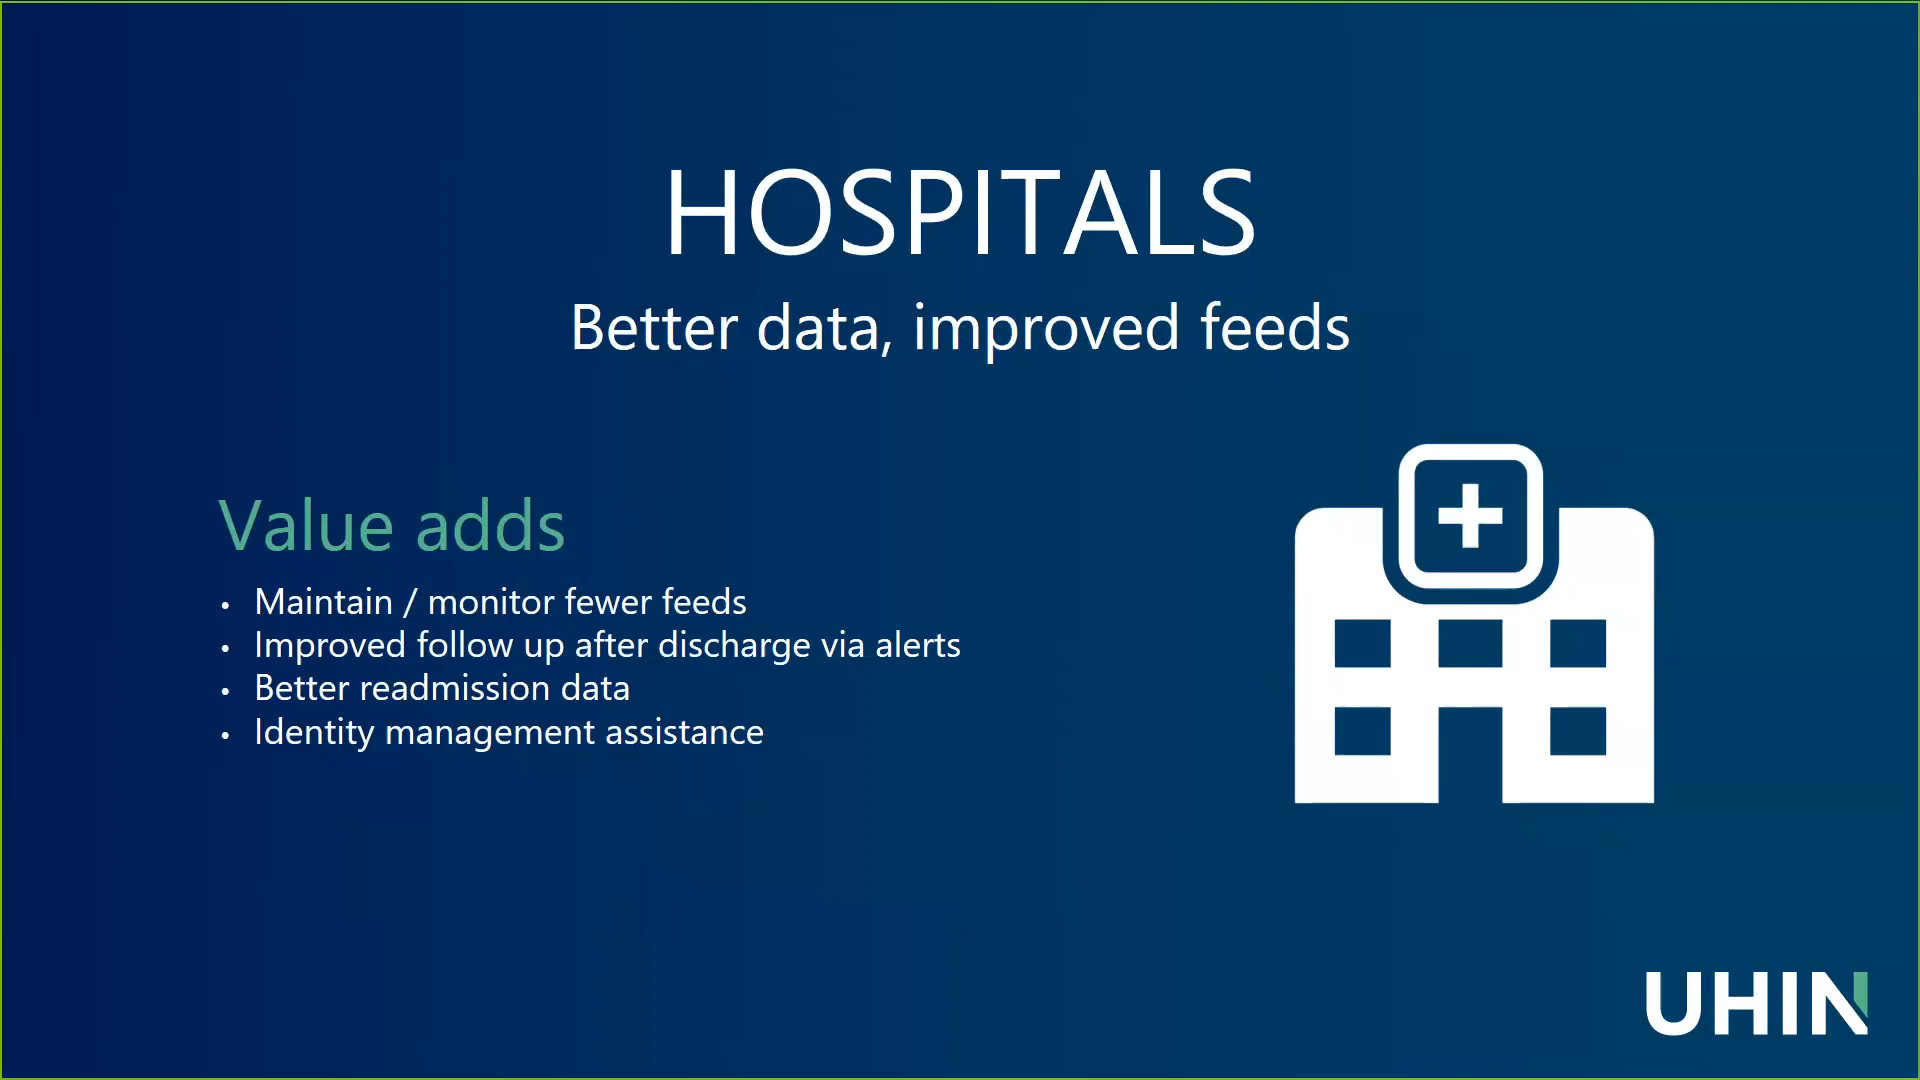 HOSPITALS
Better data, improved feeds
Value adds
• Maintain / monitor fewer feeds
• Improved follow up after discharge via alerts
• Better readmission data
• Identity management assistance
UHIN